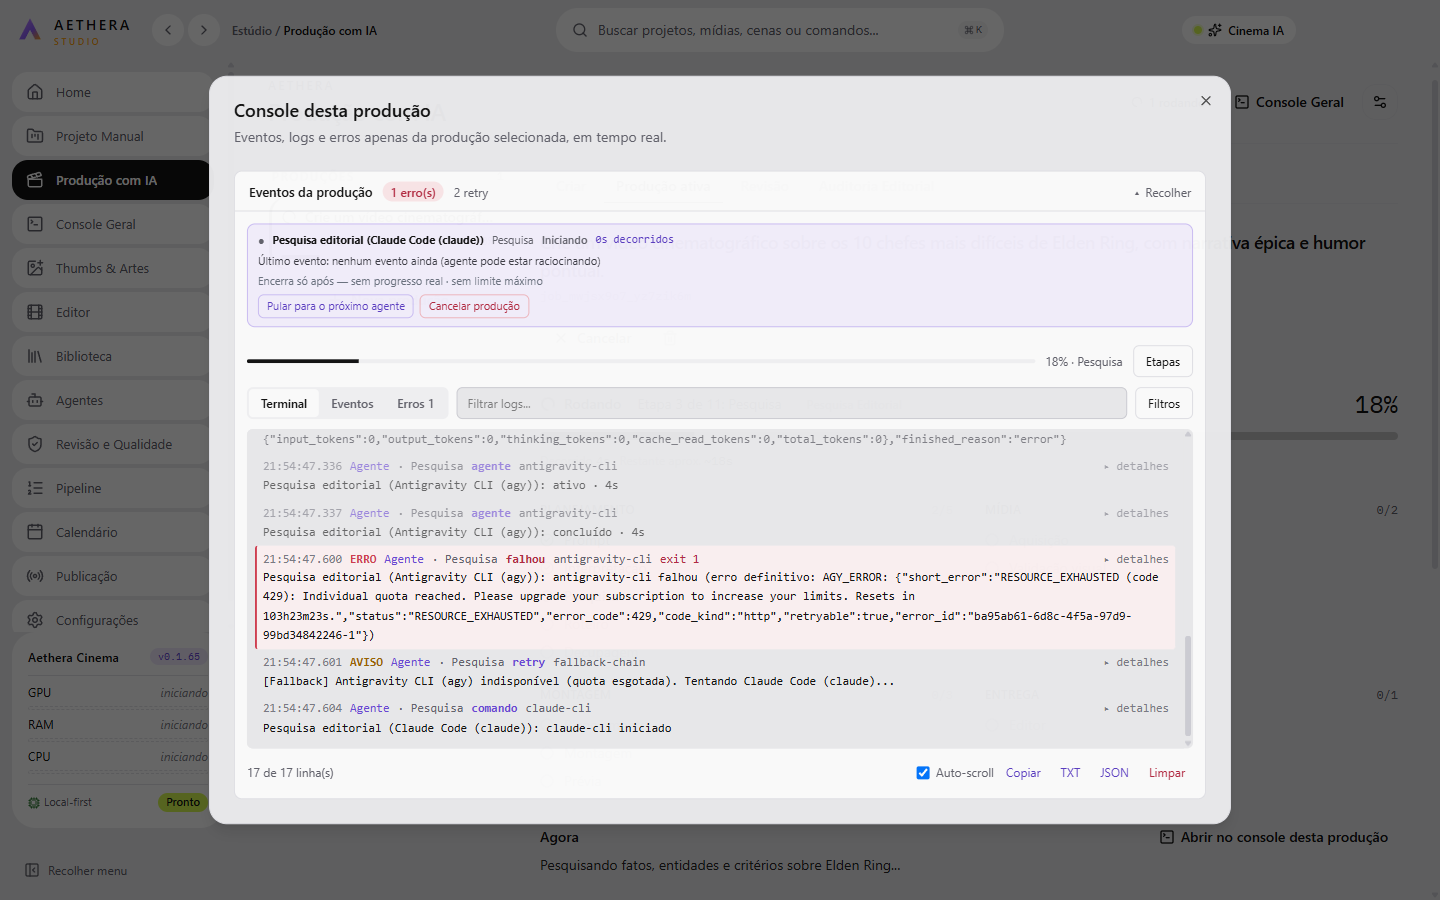 AETHERA
STUDIO
Estúdio / Produção com IA
Buscar projetos, mídias, cenas ou comandos...
⌘K
Cinema IA
Home
Projeto Manual
Produção com IA
Console Geral
Thumbs & Artes
Editor
Biblioteca
Agentes
Revisão e Qualidade
Pipeline
Calendário
Publicação
Configurações
Aethera Cinema v0.1.65
GPU iniciando
RAM iniciando
CPU iniciando
Local-first Pronto
Recolher menu
Console Geral
Console desta produção
Eventos, logs e erros apenas da produção selecionada, em tempo real.
Eventos da produção 1 erro(s) 2 retry
Recolher
Pesquisa editorial (Claude Code (claude)) Pesquisa Iniciando 0s decorridos
Último evento: nenhum evento ainda (agente pode estar raciocinando)
Encerra só após — sem progresso real · sem limite máximo
Pular para o próximo agente Cancelar produção
matografico sobre os 10 chefes mais difíceis de Elden Ring, com narrativa épica e humor
18% · Pesquisa Etapas
Terminal Eventos Erros 1 Filtrar logs... Filtros
{"input_tokens":0,"output_tokens":0,"thinking_tokens":0,"cache_read_tokens":0,"total_tokens":0},"finished_reason":"error"}
21:54:47.336 Agente · Pesquisa agente antigravity-cli ▸ detalhes
Pesquisa editorial (Antigravity CLI (agy)): ativo · 4s
21:54:47.337 Agente · Pesquisa agente antigravity-cli ▸ detalhes
Pesquisa editorial (Antigravity CLI (agy)): concluído · 4s
21:54:47.600 ERRO Agente · Pesquisa falhou antigravity-cli exit 1 ▸ detalhes
Pesquisa editorial (Antigravity CLI (agy)): antigravity-cli falhou (erro definitivo: AGY_ERROR: {"short_error":"RESOURCE_EXHAUSTED (code
429): Individual quota reached. Please upgrade your subscription to increase your limits. Resets in
103h23m23s.","status":"RESOURCE_EXHAUSTED","error_code":429,"code_kind":"http","retryable":true,"error_id":"ba95ab61-6d8c-4f5a-97d9-
99bd34842246-1"})
21:54:47.601 AVISO Agente · Pesquisa retry fallback-chain ▸ detalhes
[Fallback] Antigravity CLI (agy) indisponível (quota esgotada). Tentando Claude Code (claude)...
21:54:47.604 Agente · Pesquisa comando claude-cli ▸ detalhes
Pesquisa editorial (Claude Code (claude)): claude-cli iniciado
17 de 17 linha(s)
Auto-scroll Copiar TXT JSON Limpar
18%
0/2
0/1
Agora
Abrir no console desta produção
Pesquisando fatos, entidades e critérios sobre Elden Ring...